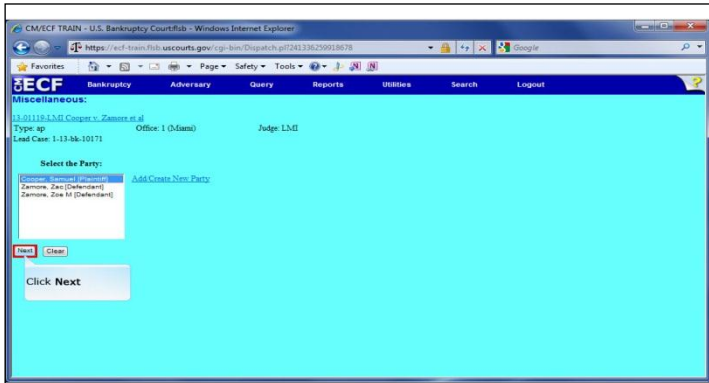 CM/ECF TRAIN - U.S. Bankruptcy Court:flsb - Windows Internet Explorer
https://ecf-train.flsb.uscourts.gov/cgi-bin/Dispatch.pl?241336259918678
Google
Favorites Page Safety Tools
ECF Bankruptcy Adversary Query Reports Utilities Search Logout
Miscellaneous:
13-01119-LMI Cooper v. Zamore et al
Type: ap Office: 1 (Miami) Judge: LMI
Lead Case: 1-13-bk-10171
Select the Party:
Cooper, Samuel [Plaintiff] Add/Create New Party
Zamore, Zac [Defendant]
Zamore, Zoe M [Defendant]
Next Clear
Click Next